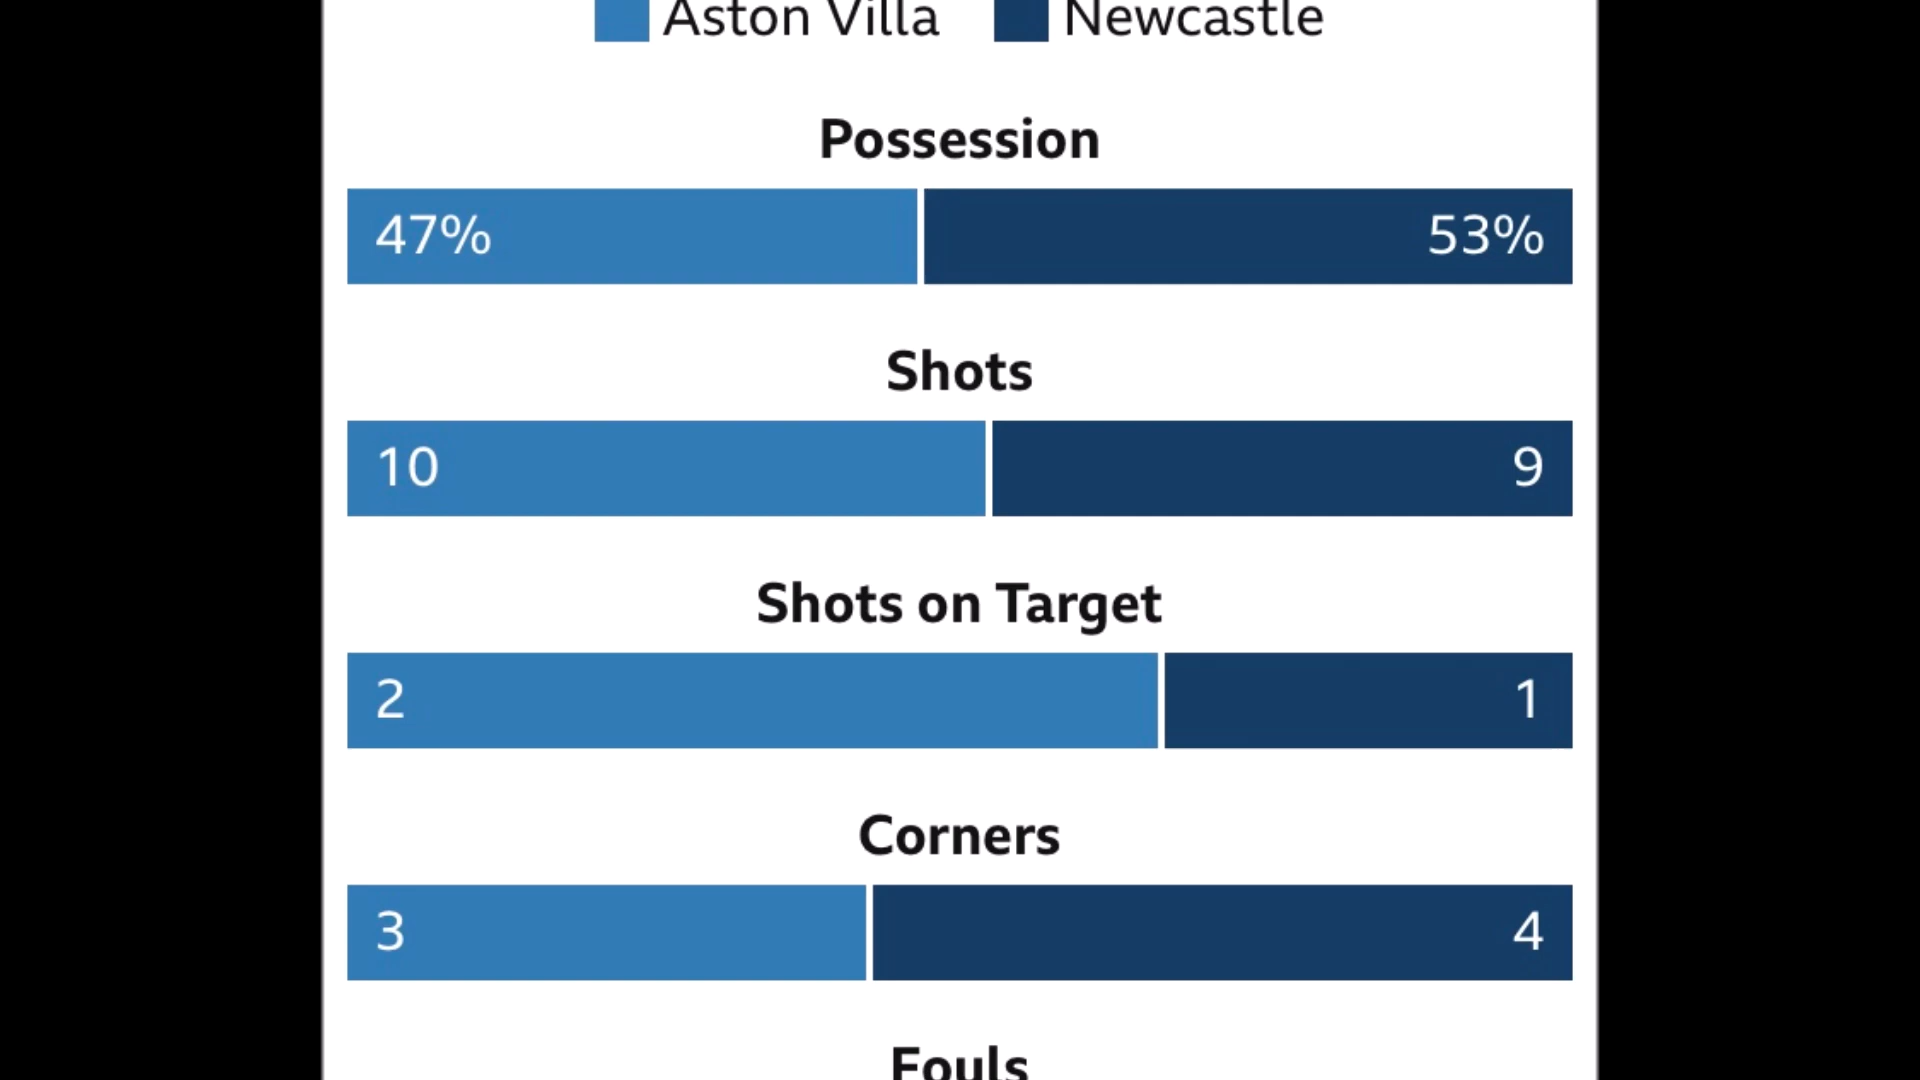 Aston Villa Newcastle
Possession
47% 53%
Shots
10 9
Shots on Target
2 1
Corners
3 4
Fouls